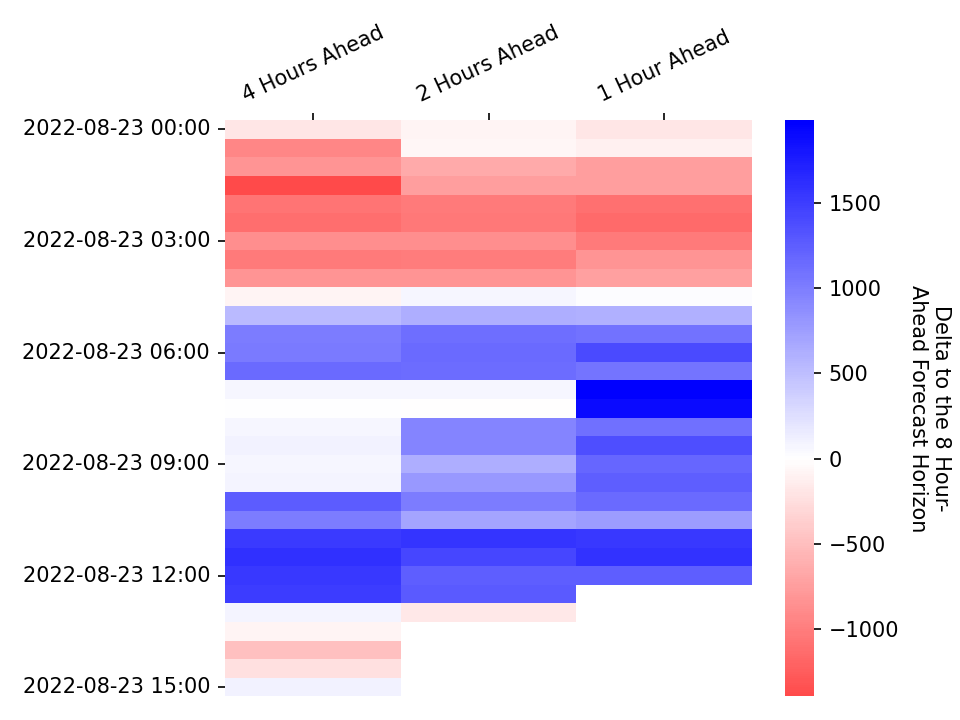 4 Hours Ahead
2 Hours Ahead
1 Hour Ahead
2022-08-23 00:00
2022-08-23 03:00
2022-08-23 06:00
2022-08-23 09:00
2022-08-23 12:00
2022-08-23 15:00
1500
1000
500
0
−500
−1000
Delta to the 8 Hour-
Ahead Forecast Horizon